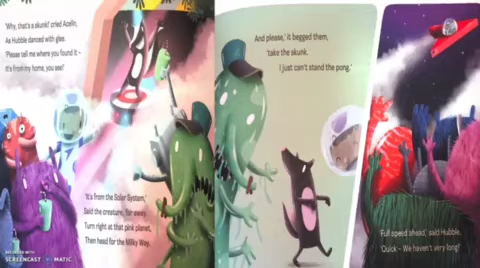 'Why, that's a skunk!' cried Acelin,
As Hubble danced with glee.
'Please tell me where you found it –
It's from my home, you see!'
'It's from the Solar System,'
Said the creature, 'far away.
Turn right at that pink planet,
Then head for the Milky Way.
And please,' it begged them,
'take the skunk.
I just can't stand the pong.'
'Full speed ahead,' said Hubble.
'Quick – We haven't very long!'
RECORDED WITH
SCREENCAST MATIC